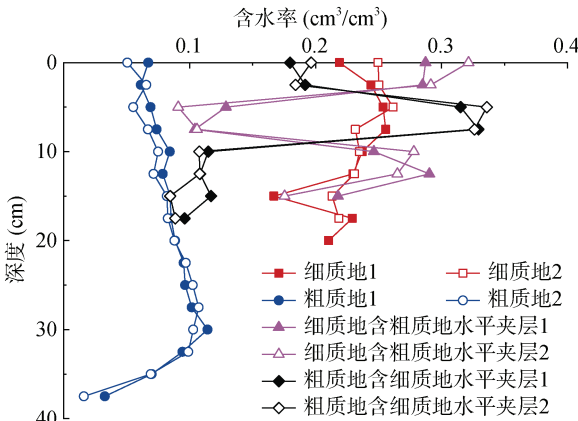 含水率 (cm³/cm³)
0.1 0.2 0.3 0.4
0
10
20
30
40
深度 (cm)
细质地1 细质地2
粗质地1 粗质地2
细质地含粗质地水平夹层1
细质地含粗质地水平夹层2
粗质地含细质地水平夹层1
粗质地含细质地水平夹层2